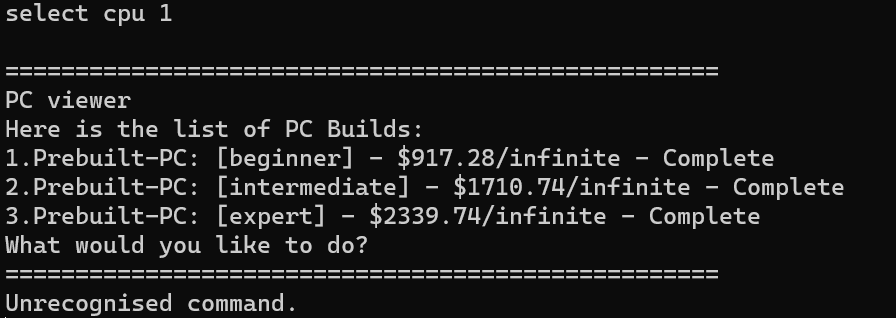 select cpu 1
===================================================
PC viewer
Here is the list of PC Builds:
1.Prebuilt-PC: [beginner] - $917.28/infinite - Complete
2.Prebuilt-PC: [intermediate] - $1710.74/infinite - Complete
3.Prebuilt-PC: [expert] - $2339.74/infinite - Complete
What would you like to do?
===================================================
Unrecognised command.